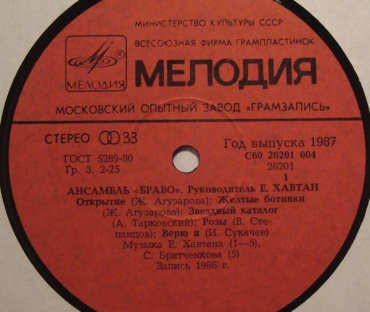 МИНИСТЕРСТВО КУЛЬТУРЫ СССР
ВСЕСОЮЗНАЯ ФИРМА ГРАМПЛАСТИНОК
МЕЛОДИЯ
МЕЛОДИЯ
МОСКОВСКИЙ ОПЫТНЫЙ ЗАВОД «ГРАМЗАПИСЬ»
СТЕРЕО 33
Год выпуска 1987
ГОСТ 5289-80
С60 26201 004
Гр. 3. 2-25
26201
1
АНСАМБЛЬ «БРАВО». Руководитель Е. ХАВТАН
Открытие (Ж. Агузарова); Желтые ботинки
(Ж. Агузарова); Звездный каталог
(А. Тарковский); Розы (В. Сте-
панцов); Верю я (И. Сукачев)
Музыка Е. Хавтана (1—5),
С. Бритченкова (5)
Запись 1986 г.